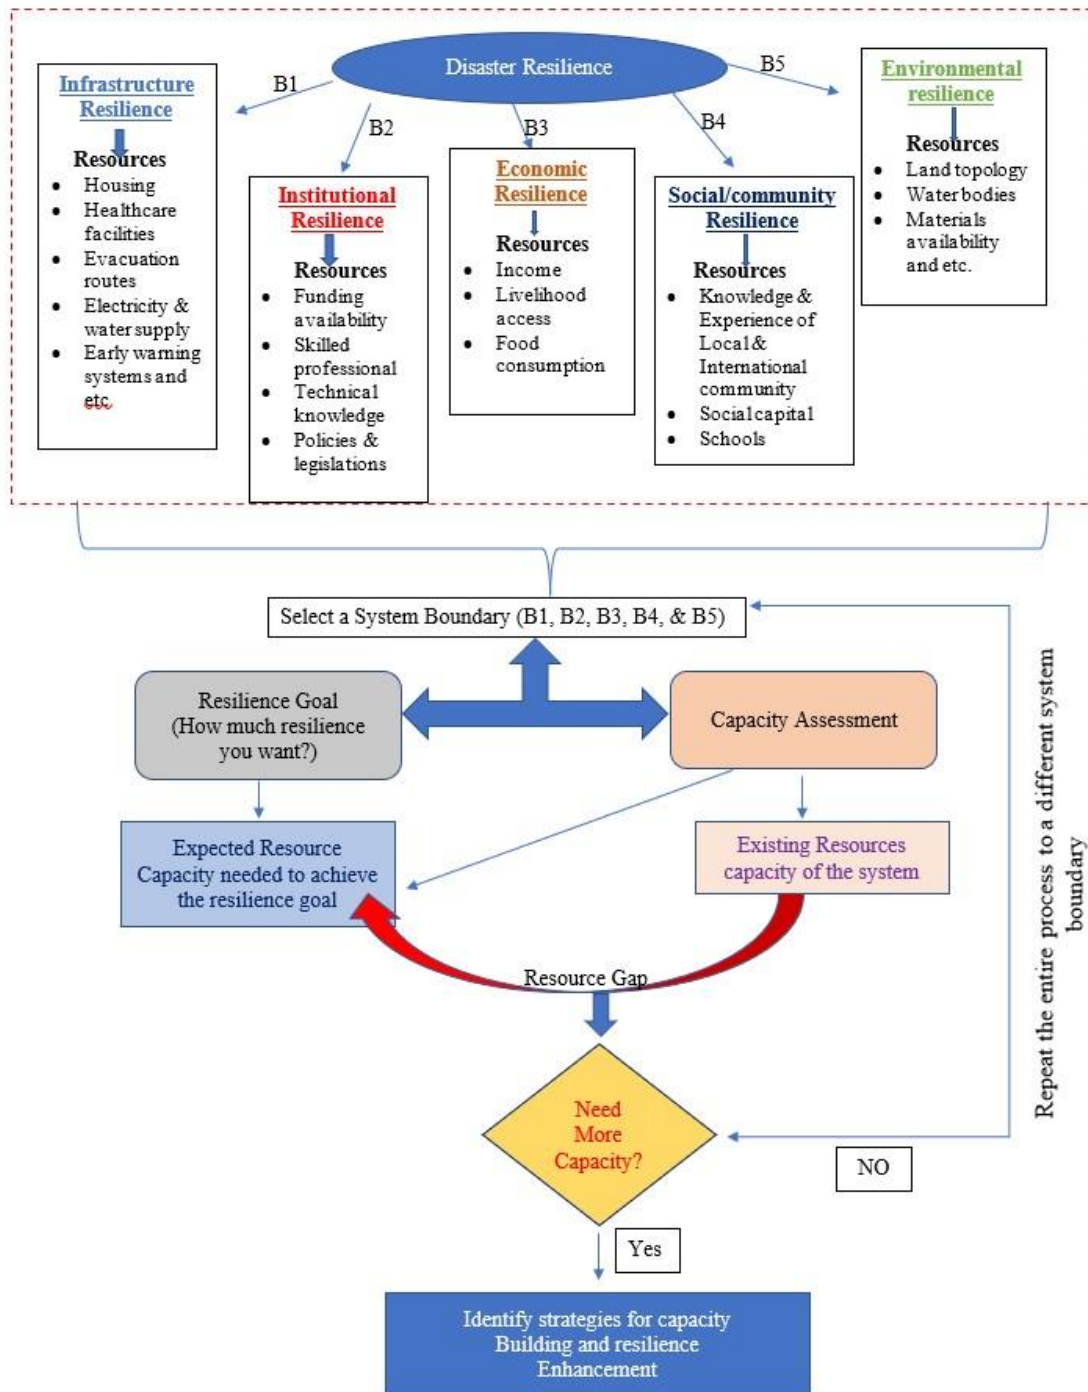 Disaster Resilience
B1
B2
B3
B4
B5
Infrastructure
Resilience
Resources
• Housing
• Healthcare
facilities
• Evacuation
routes
• Electricity &
water supply
• Early warning
systems and
etc
Institutional
Resilience
Resources
• Funding
availability
• Skilled
professional
• Technical
knowledge
• Policies &
legislations
Economic
Resilience
Resources
• Income
• Livelihood
access
• Food
consumption
Social/community
Resilience
Resources
• Knowledge &
Experience of
Local &
International
community
• Social capital
• Schools
Environmental
resilience
Resources
• Land topology
• Water bodies
• Materials
availability
and etc.
Select a System Boundary (B1, B2, B3, B4, & B5)
Resilience Goal
(How much resilience
you want?)
Capacity Assessment
Expected Resource
Capacity needed to achieve
the resilience goal
Existing Resources
capacity of the system
Resource Gap
Need
More
Capacity?
NO
Yes
Identify strategies for capacity
Building and resilience
Enhancement
Repeat the entire process to a different system
boundary